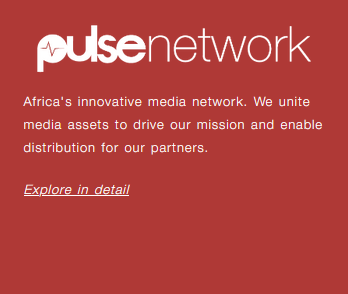 pulsenetwork
Africa's innovative media network. We unite
media assets to drive our mission and enable
distribution for our partners.
Explore in detail